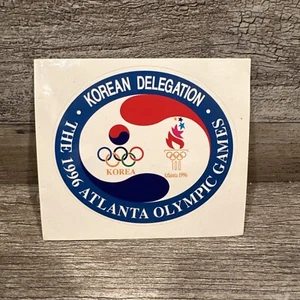 • KOREAN DELEGATION •
THE 1996 ATLANTA OLYMPIC GAMES
KOREA
Atlanta 1996